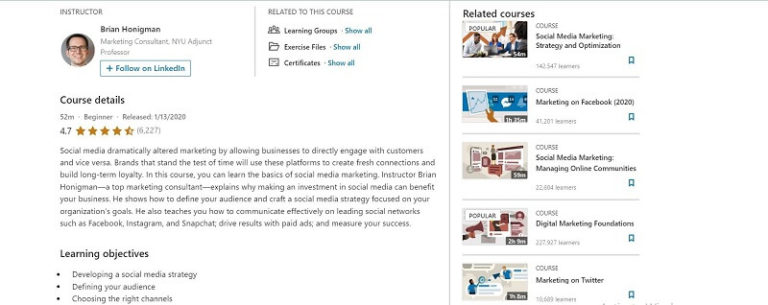 INSTRUCTOR
Brian Honigman
Marketing Consultant, NYU Adjunct
Professor
+ Follow on LinkedIn
RELATED TO THIS COURSE
Learning Groups · Show all
Exercise Files · Show all
Certificates · Show all
Course details
52m · Beginner · Released: 1/13/2020
4.7 (6,227)
Social media dramatically altered marketing by allowing businesses to directly engage with customers
and vice versa. Brands that stand the test of time will use these platforms to create fresh connections and
build long-term loyalty. In this course, you can learn the basics of social media marketing. Instructor Brian
Honigman—a top marketing consultant—explains why making an investment in social media can benefit
your business. He shows how to define your audience and craft a social media strategy focused on your
organization's goals. He also teaches you how to communicate effectively on leading social networks
such as Facebook, Instagram, and Snapchat; drive results with paid ads; and measure your success.
Learning objectives
• Developing a social media strategy
• Defining your audience
• Choosing the right channels
Related courses
POPULAR
54m
COURSE
Social Media Marketing:
Strategy and Optimization
142,547 learners
1h 25m
COURSE
Marketing on Facebook (2020)
41,201 learners
59m
COURSE
Social Media Marketing:
Managing Online Communities
22,604 learners
POPULAR
2h 9m
COURSE
Digital Marketing Foundations
227,927 learners
1h 8m
COURSE
Marketing on Twitter
learners